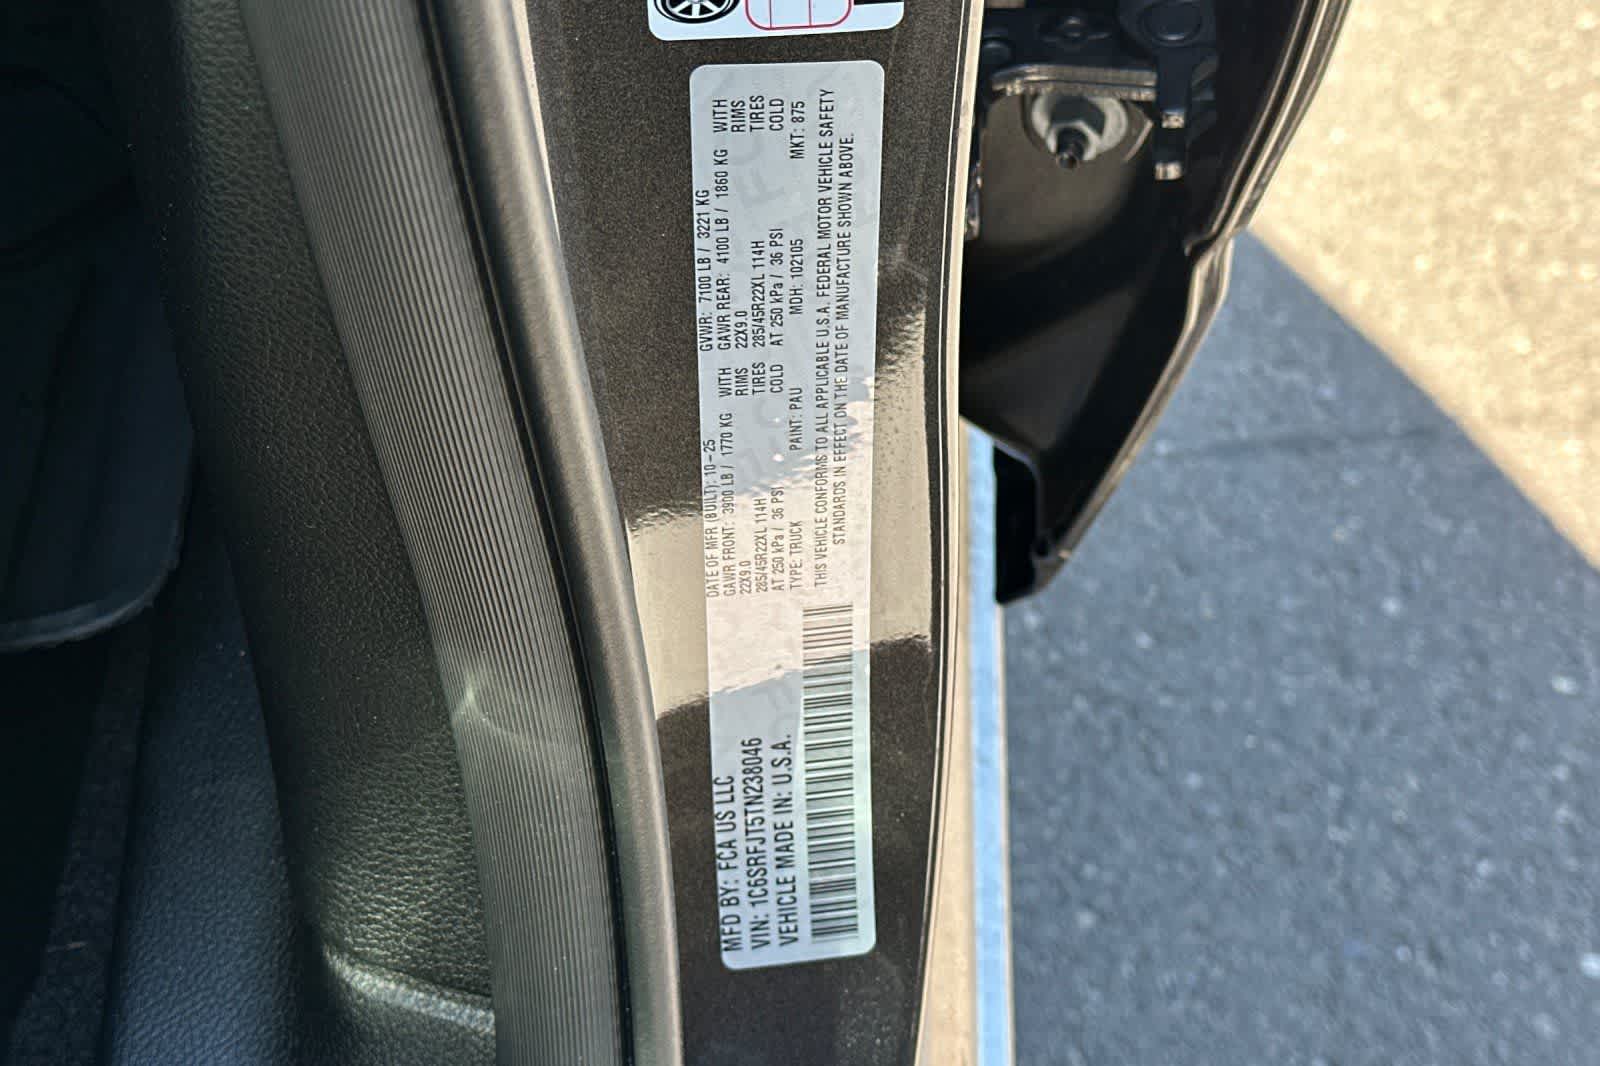 MFD BY: FCA US LLC
VIN: 1C6SRFJT5TN238046
VEHICLE MADE IN: U.S.A.
DATE OF MFR (BUILT): 10-25 GVWR: 7100 LB / 3221 KG
GAWR FRONT: 3900 LB / 1770 KG WITH GAWR REAR: 4100 LB / 1860 KG WITH
22X9.0 RIMS 22X9.0 RIMS
285/45R22XL 114H TIRES 285/45R22XL 114H TIRES
AT 250 kPa / 36 PSI COLD AT 250 kPa / 36 PSI COLD
TYPE: TRUCK PAINT: PAU MDH: 102105 MKT: 875
THIS VEHICLE CONFORMS TO ALL APPLICABLE U.S.A. FEDERAL MOTOR VEHICLE SAFETY
STANDARDS IN EFFECT ON THE DATE OF MANUFACTURE SHOWN ABOVE.